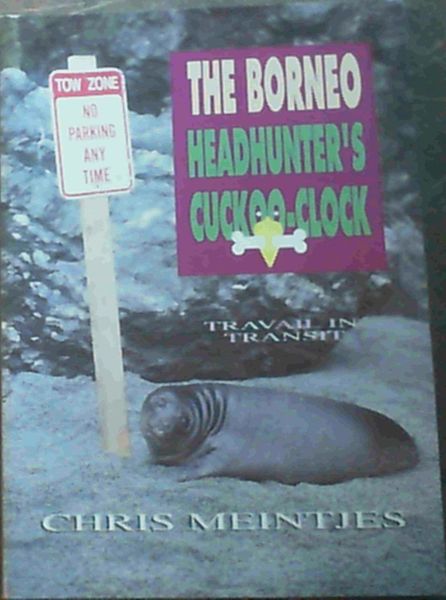 TOW ZONE
NO
PARKING
ANY
TIME
THE BORNEO
HEADHUNTER'S
CUCKOO-CLOCK
TRAVAIL IN
TRANSIT
CHRIS MEINTJES